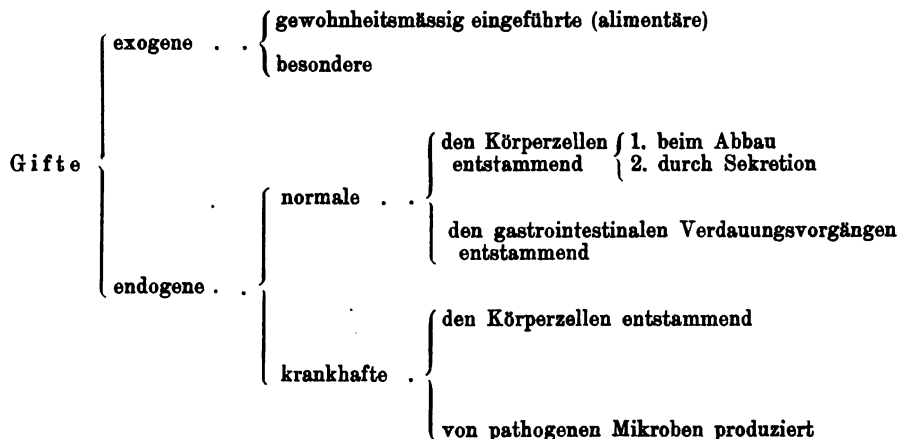 gewohnheitsmässig eingeführte (alimentäre)
exogene . .
besondere
den Körperzellen 1. beim Abbau
entstammend 2. durch Sekretion
Gifte
normale . .
den gastrointestinalen Verdauungsvorgängen
entstammend
endogene . .
den Körperzellen entstammend
krankhafte .
von pathogenen Mikroben produziert